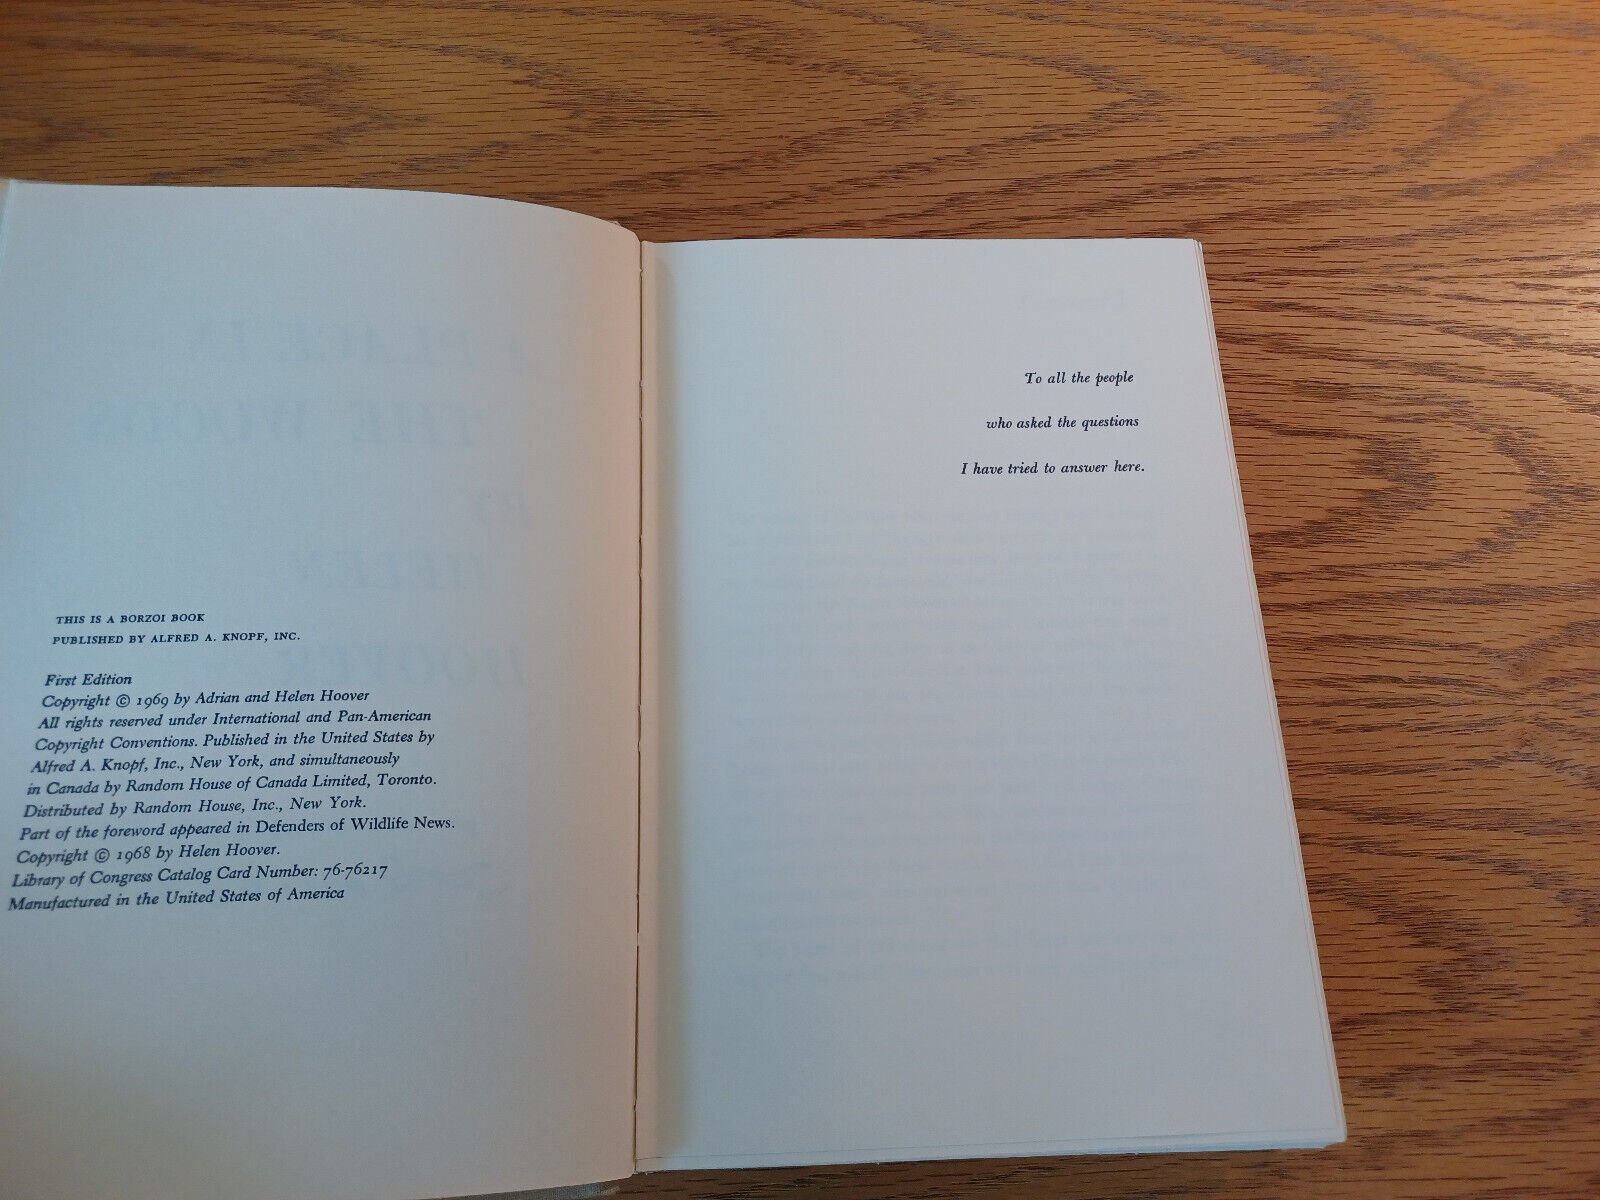 THIS IS A BORZOI BOOK
PUBLISHED BY ALFRED A. KNOPF, INC.
First Edition
Copyright © 1969 by Adrian and Helen Hoover
All rights reserved under International and Pan-American
Copyright Conventions. Published in the United States by
Alfred A. Knopf, Inc., New York, and simultaneously
in Canada by Random House of Canada Limited, Toronto.
Distributed by Random House, Inc., New York.
Part of the foreword appeared in Defenders of Wildlife News.
Copyright © 1968 by Helen Hoover.
Library of Congress Catalog Card Number: 76-76217
Manufactured in the United States of America
To all the people
who asked the questions
I have tried to answer here.